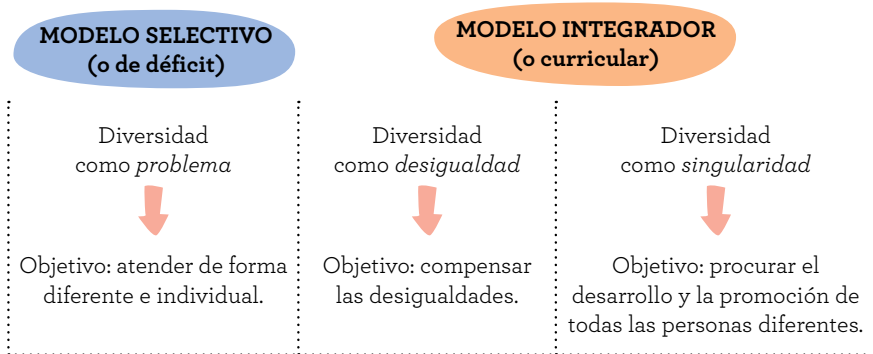 MODELO SELECTIVO
(o de déficit)
MODELO INTEGRADOR
(o curricular)
Diversidad
como problema
Objetivo: atender de forma
diferente e individual.
Diversidad
como desigualdad
Objetivo: compensar
las desigualdades.
Diversidad
como singularidad
Objetivo: procurar el
desarrollo y la promoción de
todas las personas diferentes.